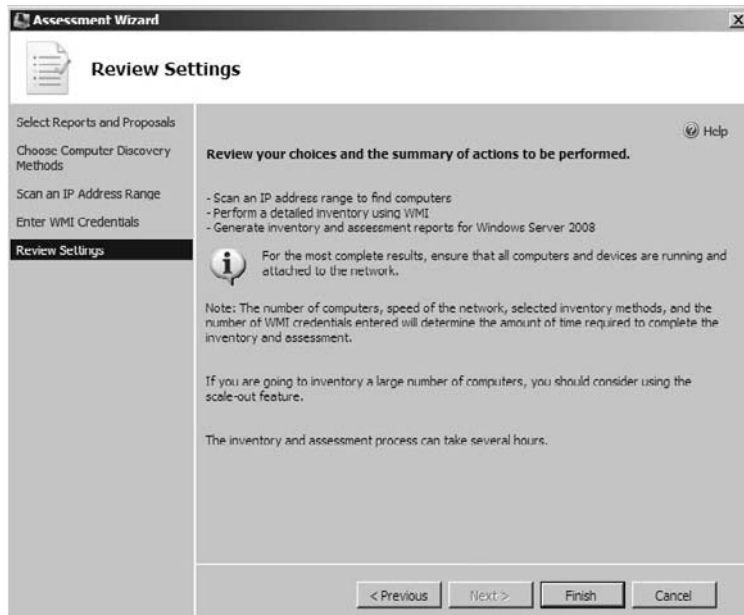 Assessment Wizard
Review Settings
Select Reports and Proposals
Choose Computer Discovery
Methods
Scan an IP Address Range
Enter WMI Credentials
Review Settings
Help
Review your choices and the summary of actions to be performed.
- Scan an IP address range to find computers
- Perform a detailed inventory using WMI
- Generate inventory and assessment reports for Windows Server 2008
For the most complete results, ensure that all computers and devices are running and
attached to the network.
Note: The number of computers, speed of the network, selected inventory methods, and the
number of WMI credentials entered will determine the amount of time required to complete the
inventory and assessment.
If you are going to inventory a large number of computers, you should consider using the
scale-out feature.
The inventory and assessment process can take several hours.
< Previous
Next >
Finish
Cancel